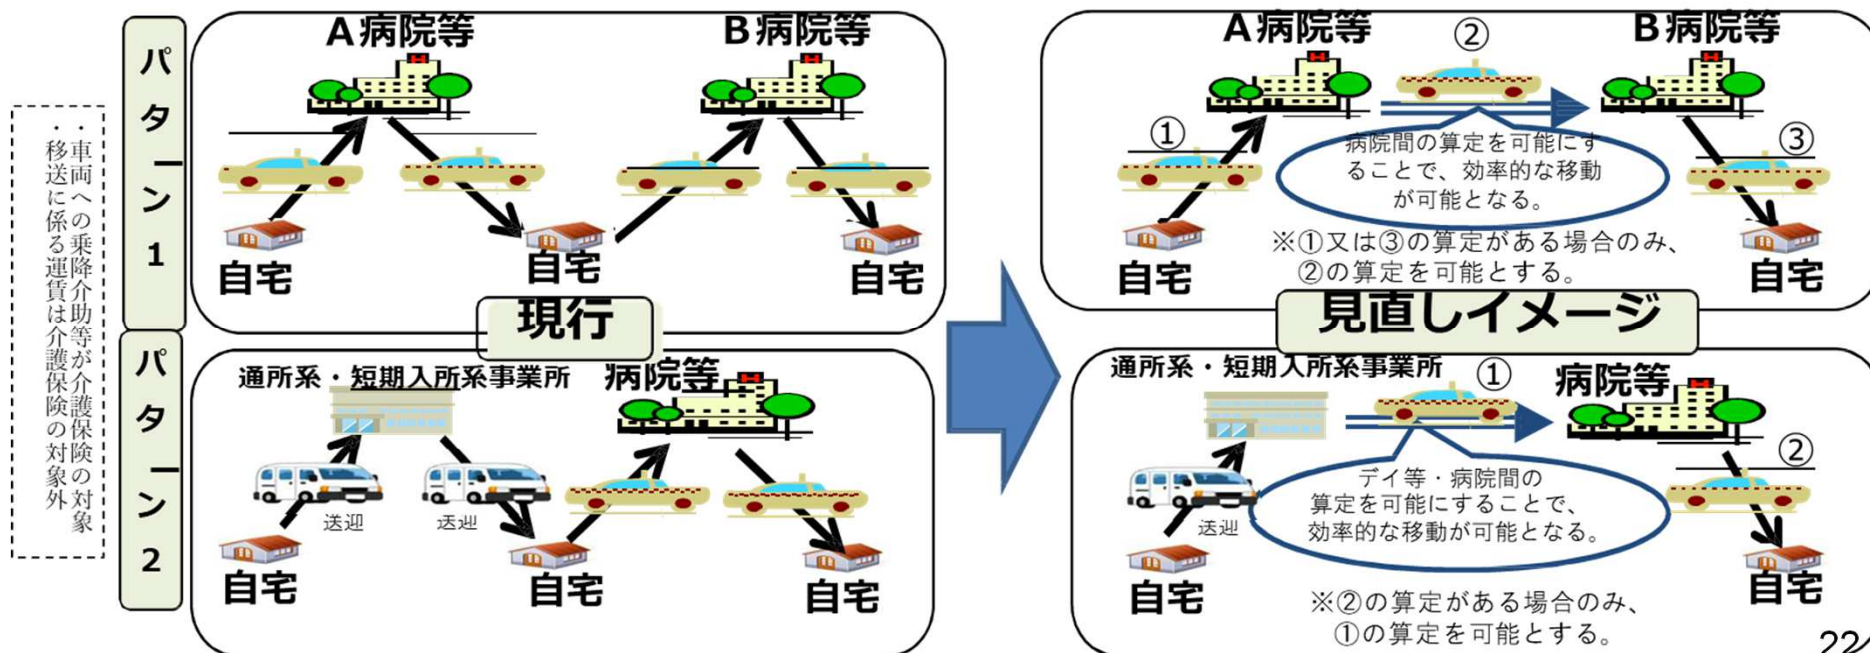 ・車両への乗降介助等が介護保険の対象
・移送に係る運賃は介護保険の対象外
パターン1
A病院等
B病院等
自宅
自宅
自宅
現行
パターン2
通所系・短期入所系事業所
病院等
送迎
送迎
自宅
自宅
自宅
A病院等
②
B病院等
①
③
病院間の算定を可能にす
ることで、効率的な移動
が可能となる。
※①又は③の算定がある場合のみ、
②の算定を可能とする。
自宅
自宅
見直しイメージ
通所系・短期入所系事業所
①
病院等
②
デイ等・病院間の
算定を可能にすることで、
効率的な移動が可能となる。
送迎
自宅
自宅
※②の算定がある場合のみ、
①の算定を可能とする。